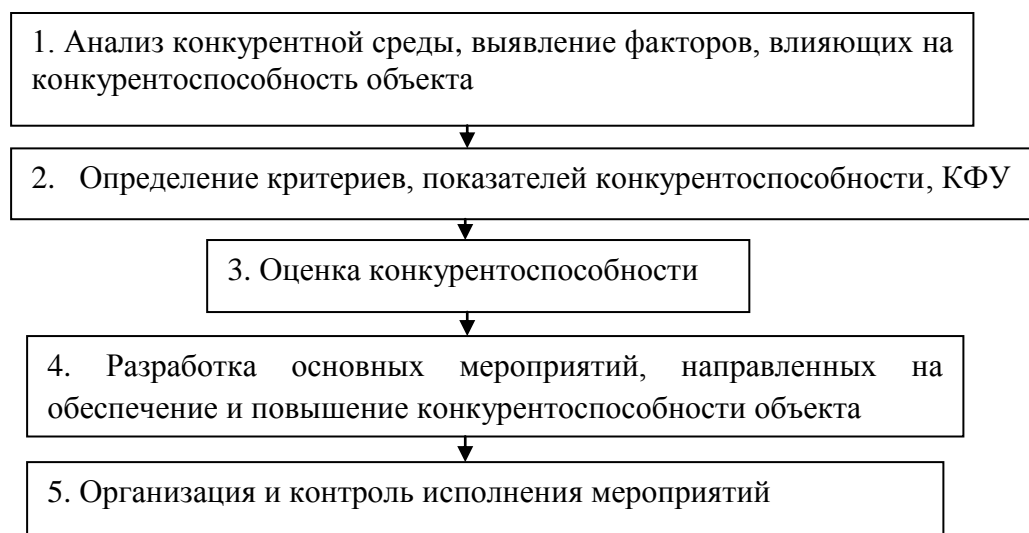 1. Анализ конкурентной среды, выявление факторов, влияющих на
конкурентоспособность объекта
2. Определение критериев, показателей конкурентоспособности, КФУ
3. Оценка конкурентоспособности
4. Разработка основных мероприятий, направленных на
обеспечение и повышение конкурентоспособности объекта
5. Организация и контроль исполнения мероприятий